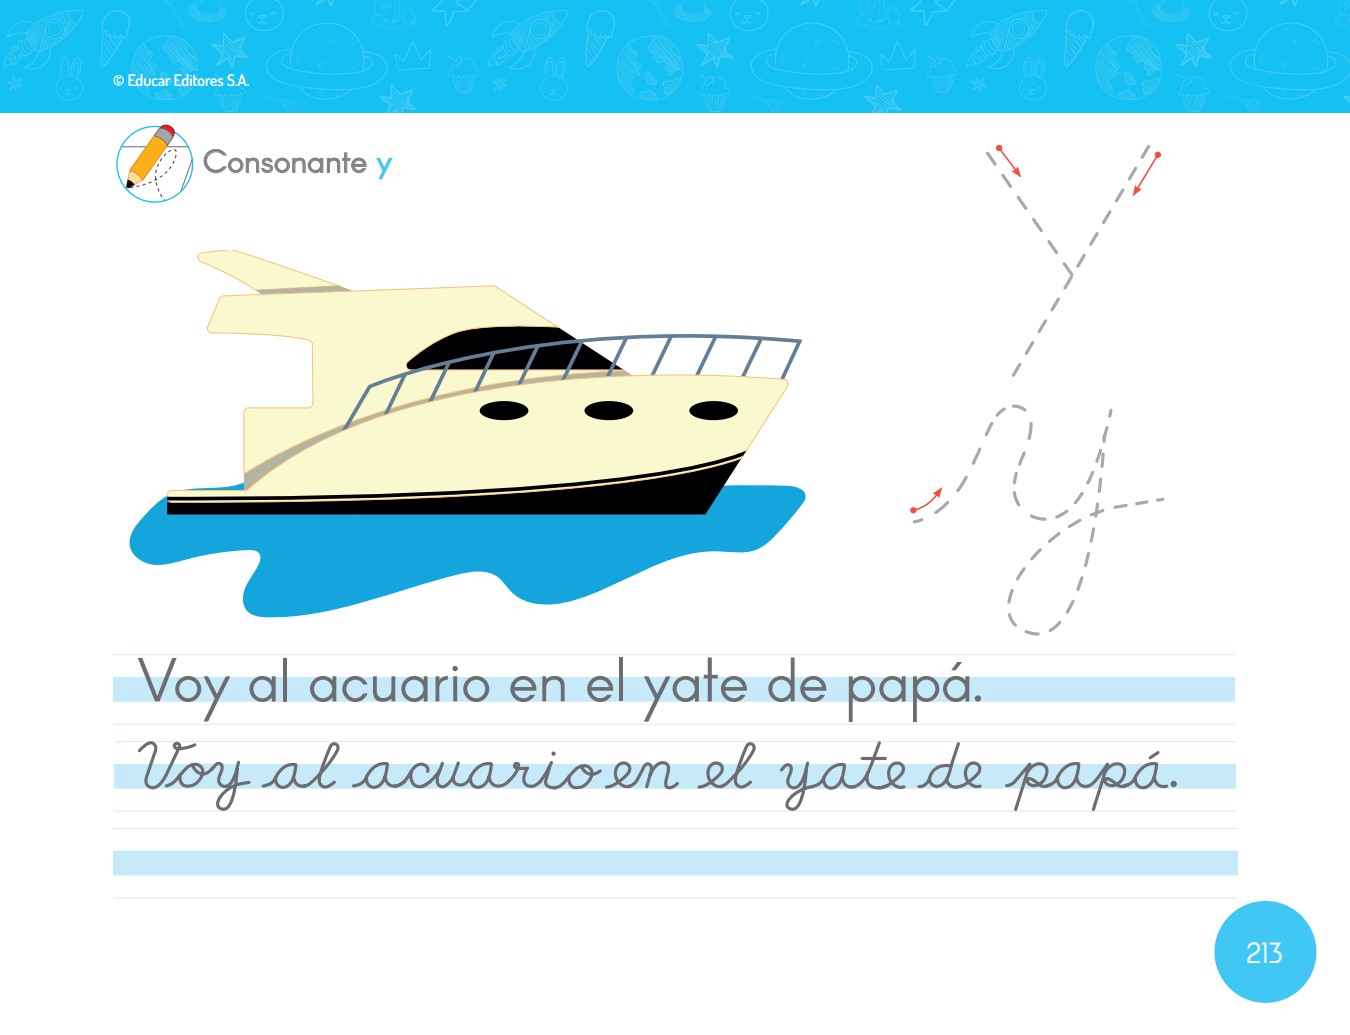 © Educar Editores S.A.
Consonante y
y
y
Voy al acuario en el yate de papá.
Voy al acuario en el yate de papá.
213